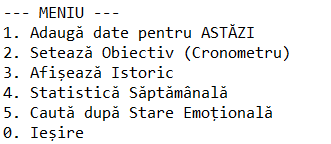 --- MENIU ---
1. Adaugă date pentru ASTĂZI
2. Setează Obiectiv (Cronometru)
3. Afișează Istoric
4. Statistică Săptămânală
5. Caută după Stare Emoțională
0. Ieșire